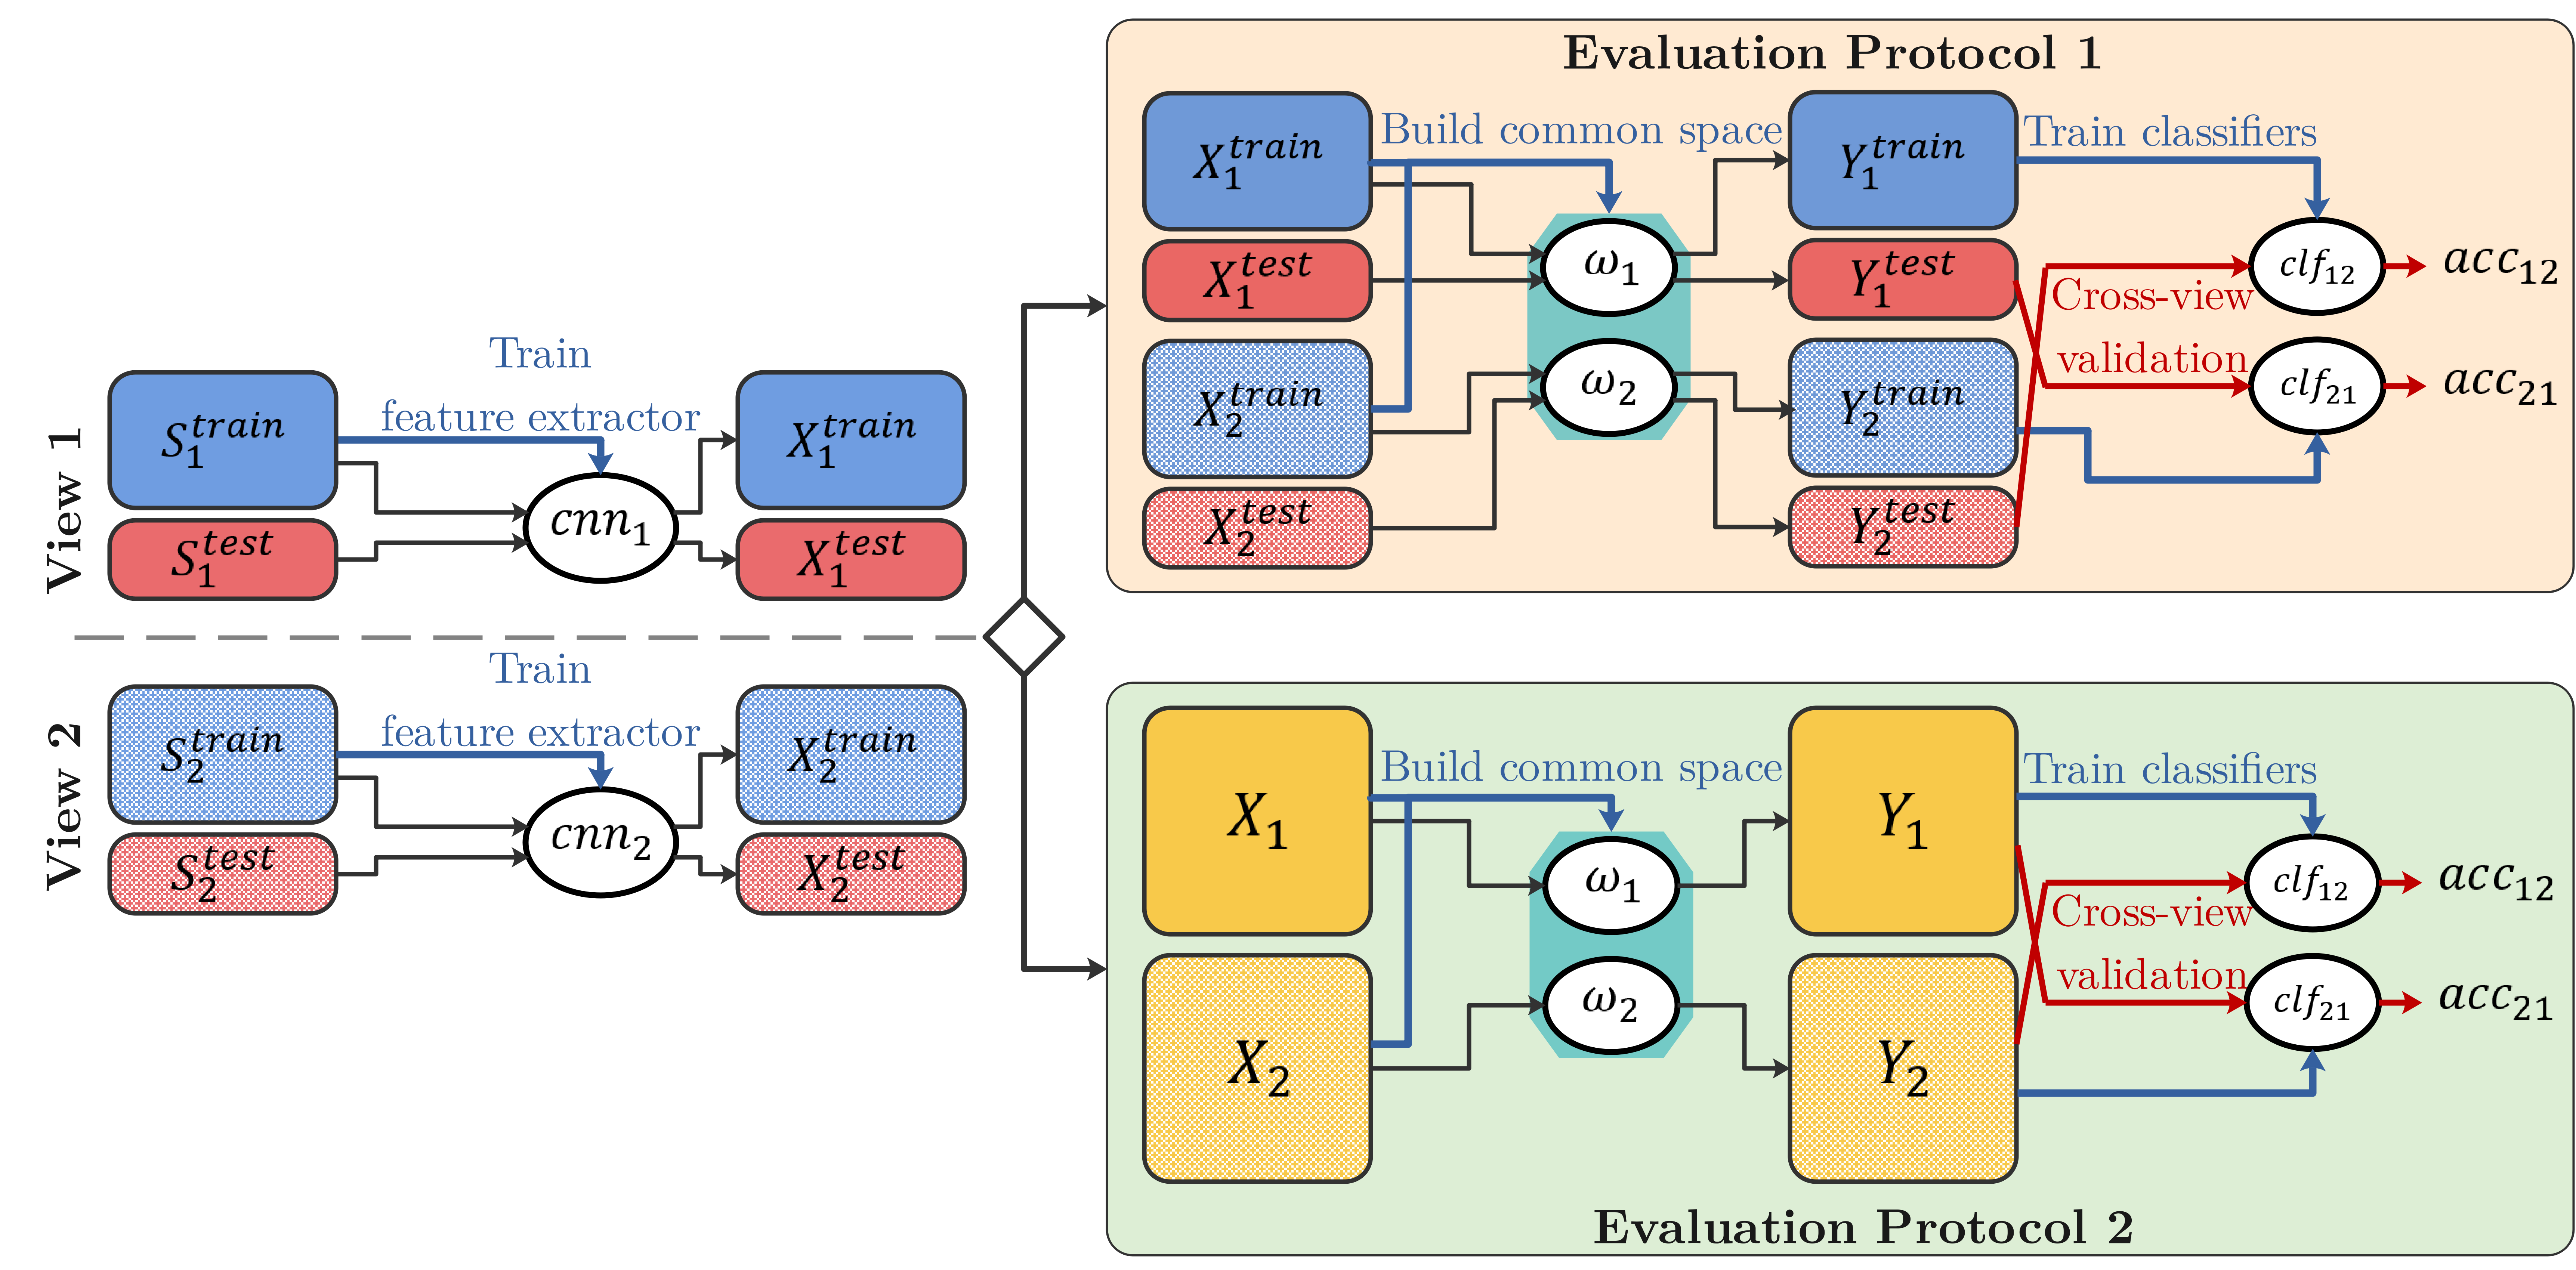 View 1
Train
feature extractor
S_1^{train}
S_1^{test}
cnn_1
X_1^{train}
X_1^{test}
View 2
Train
feature extractor
S_2^{train}
S_2^{test}
cnn_2
X_2^{train}
X_2^{test}
Evaluation Protocol 1
X_1^{train}
X_1^{test}
X_2^{train}
X_2^{test}
Build common space
ω_1
ω_2
Y_1^{train}
Y_1^{test}
Y_2^{train}
Y_2^{test}
Train classifiers
Cross-view
validation
clf_{12}
clf_{21}
acc_{12}
acc_{21}
X_1
X_2
Build common space
ω_1
ω_2
Y_1
Y_2
Train classifiers
Cross-view
validation
clf_{12}
clf_{21}
acc_{12}
acc_{21}
Evaluation Protocol 2